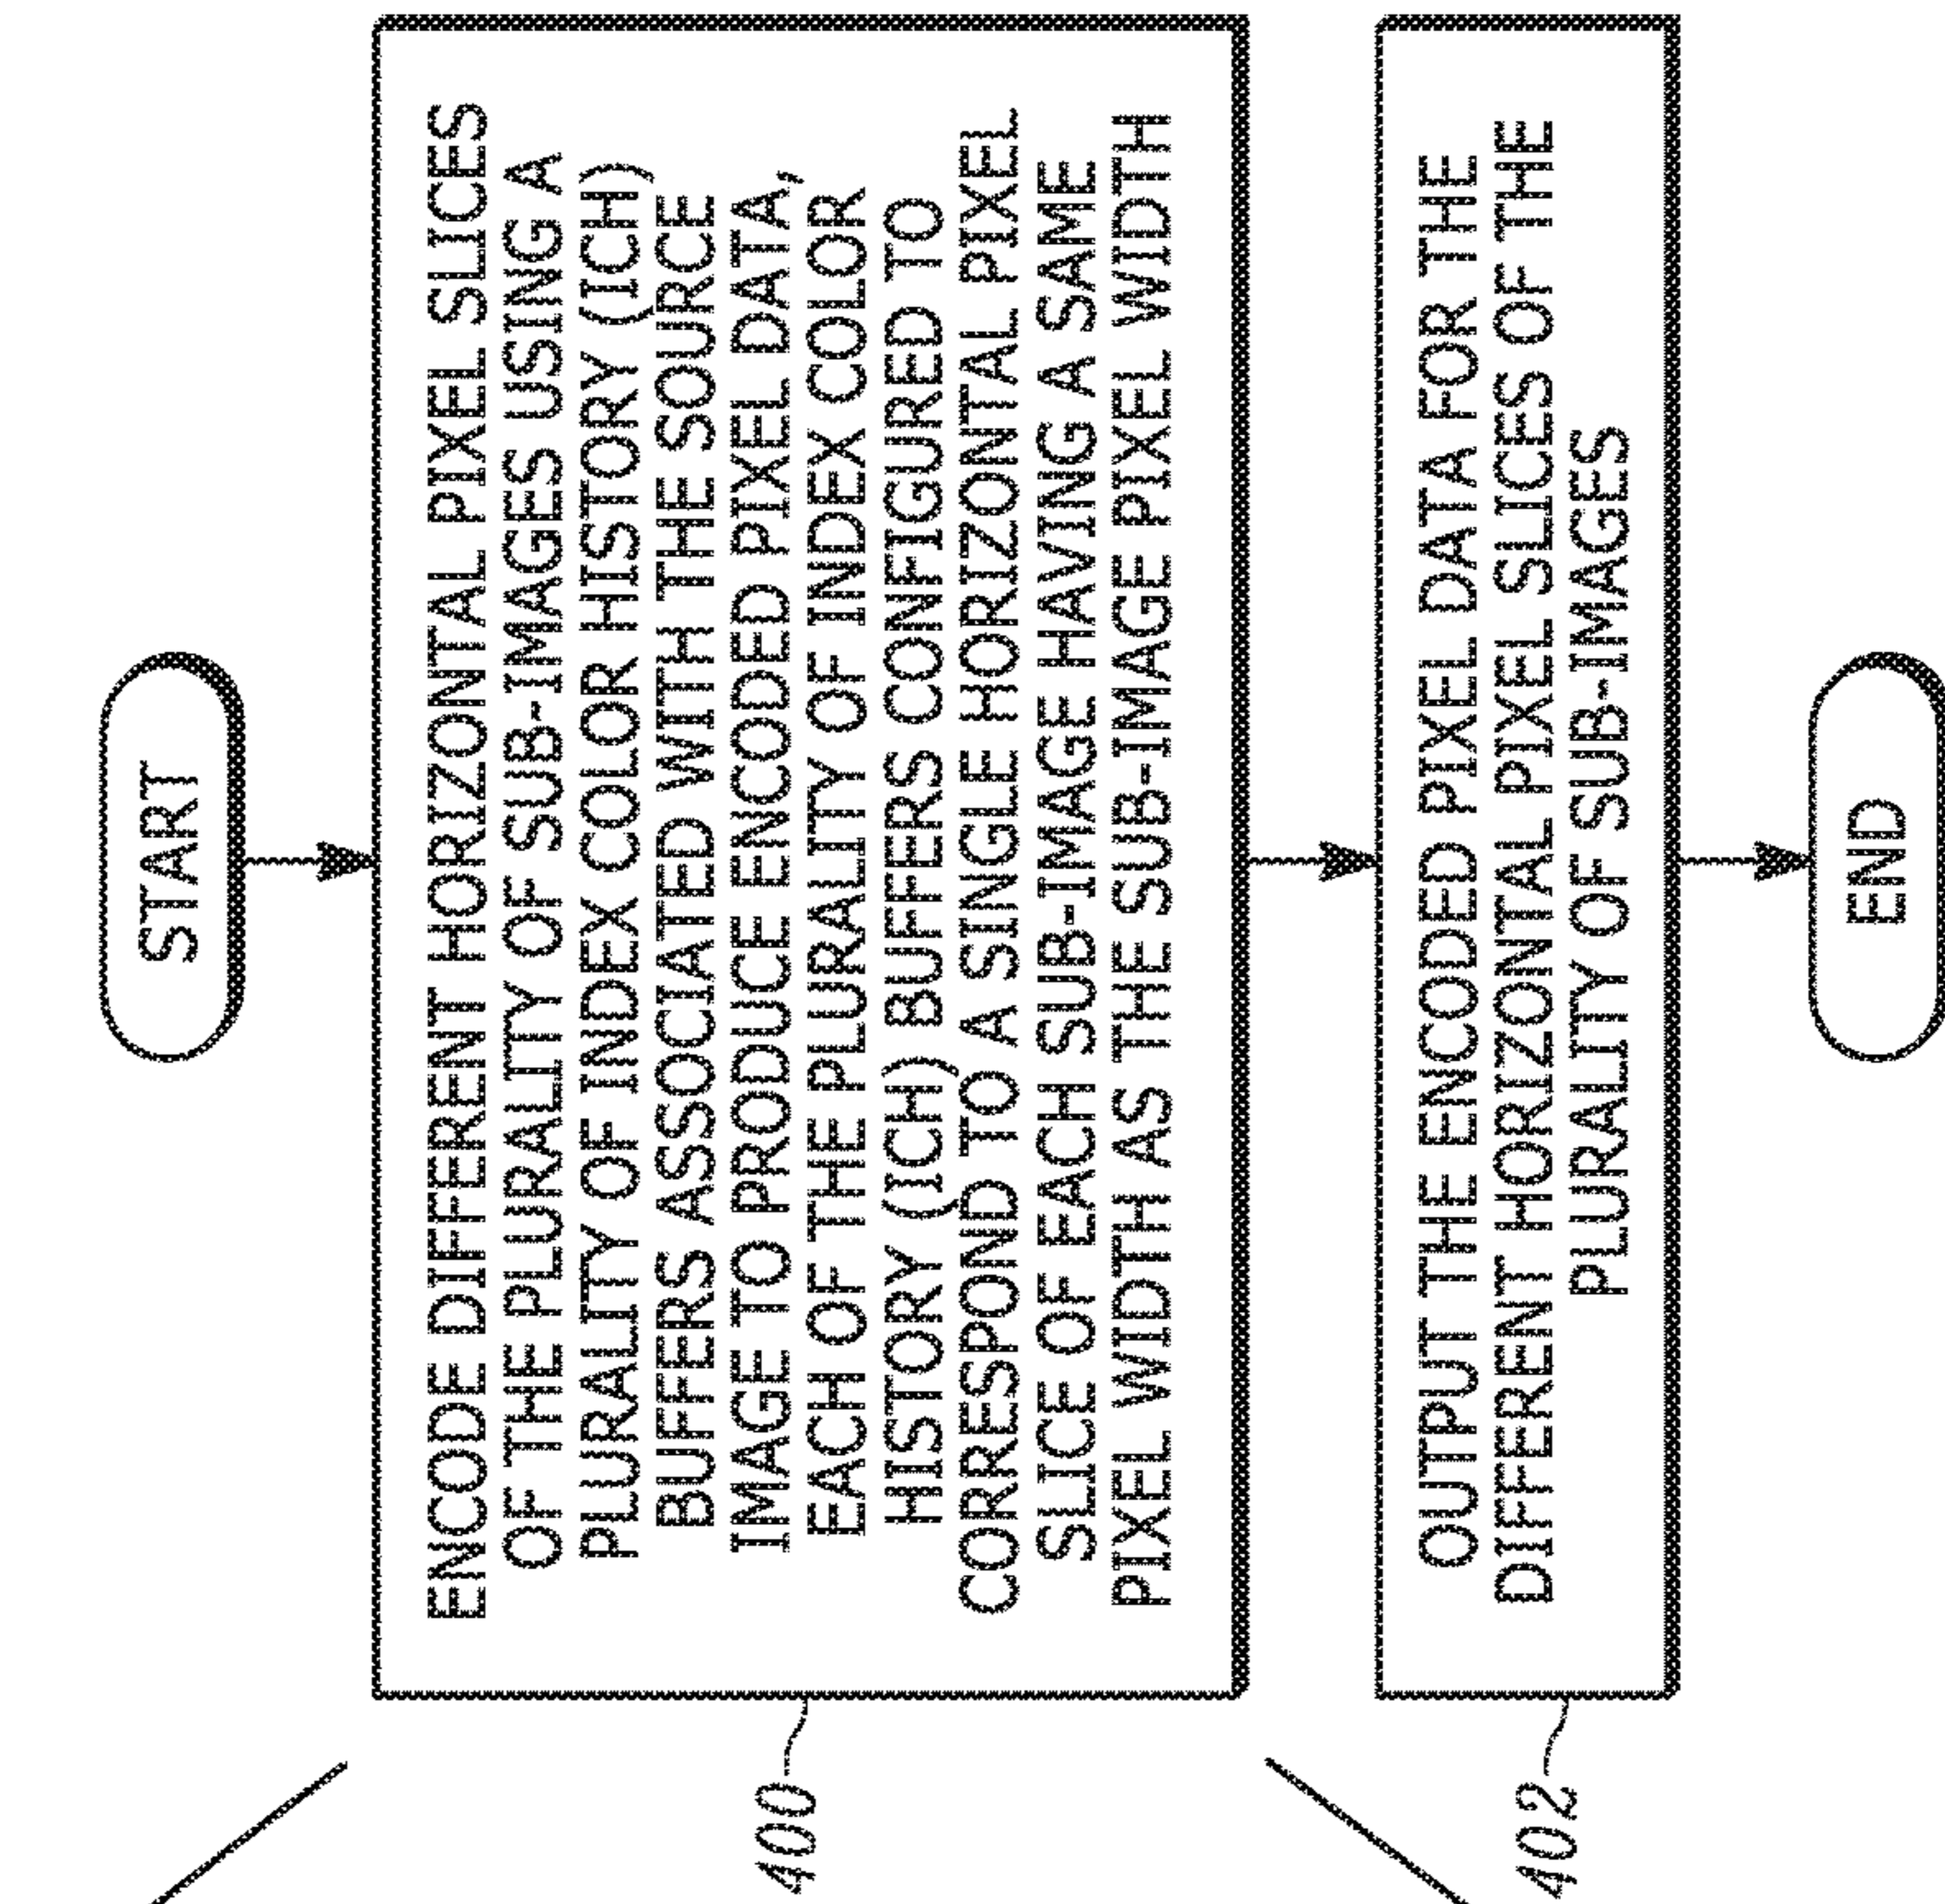 START
ENCODE DIFFERENT HORIZONTAL PIXEL SLICES
OF THE PLURALITY OF SUB-IMAGES USING A
PLURALITY OF INDEX COLOR HISTORY (ICH)
BUFFERS ASSOCIATED WITH THE SOURCE
IMAGE TO PRODUCE ENCODED PIXEL DATA,
EACH OF THE PLURALITY OF INDEX COLOR
HISTORY (ICH) BUFFERS CONFIGURED TO
CORRESPOND TO A SINGLE HORIZONTAL PIXEL
SLICE OF EACH SUB-IMAGE HAVING A SAME
PIXEL WIDTH AS THE SUB-IMAGE PIXEL WIDTH
400
OUTPUT THE ENCODED PIXEL DATA FOR THE
DIFFERENT HORIZONTAL PIXEL SLICES OF THE
PLURALITY OF SUB-IMAGES
402
END